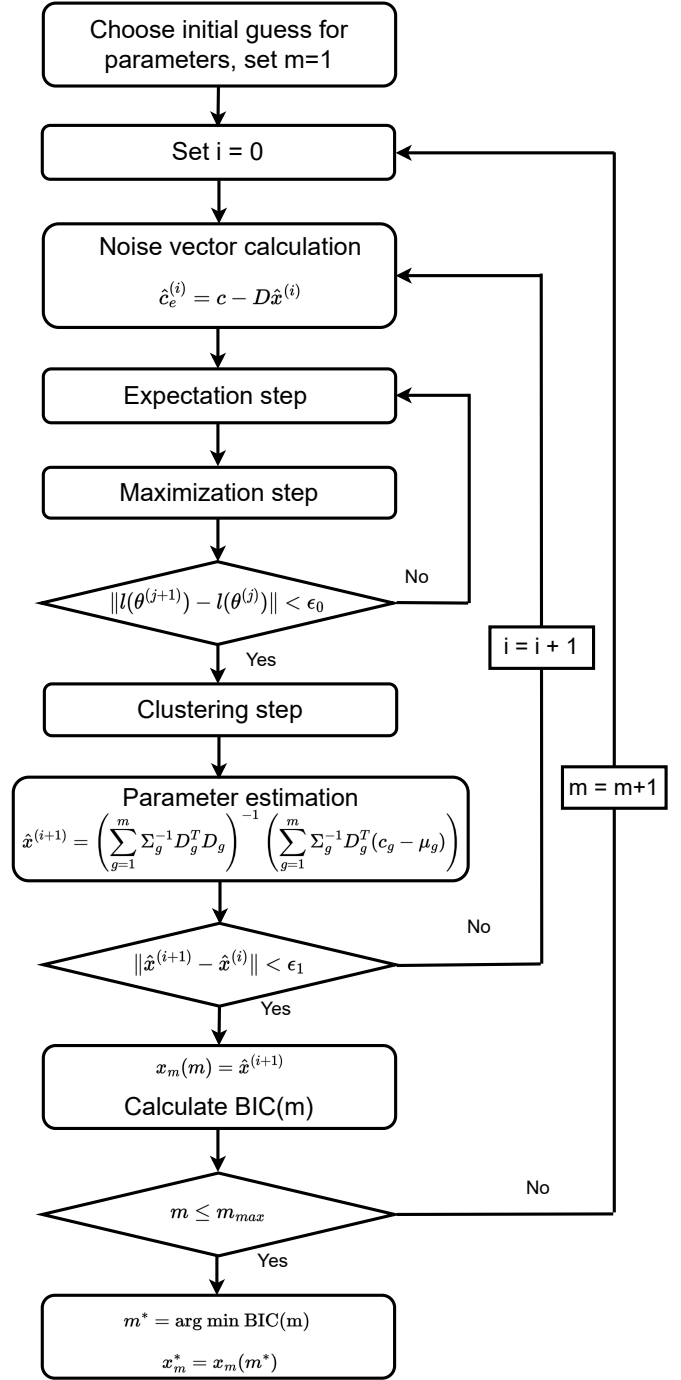 Choose initial guess for
parameters, set m=1
Set i = 0
Noise vector calculation
$\hat{c}_e^{(i)} = c - D\hat{x}^{(i)}$
Expectation step
Maximization step
$\|l(\theta^{(j+1)}) - l(\theta^{(j)})\| < \epsilon_0$
No
Yes
i = i + 1
Clustering step
m = m+1
Parameter estimation
$\hat{x}^{(i+1)} = \left(\sum_{g=1}^{m} \Sigma_g^{-1} D_g^T D_g\right)^{-1} \left(\sum_{g=1}^{m} \Sigma_g^{-1} D_g^T (c_g - \mu_g)\right)$
No
$\|\hat{x}^{(i+1)} - \hat{x}^{(i)}\| < \epsilon_1$
Yes
$x_m(m) = \hat{x}^{(i+1)}$
Calculate BIC(m)
No
$m \leq m_{max}$
Yes
$m^* = \arg\min \mathrm{BIC(m)}$
$x_m^* = x_m(m^*)$